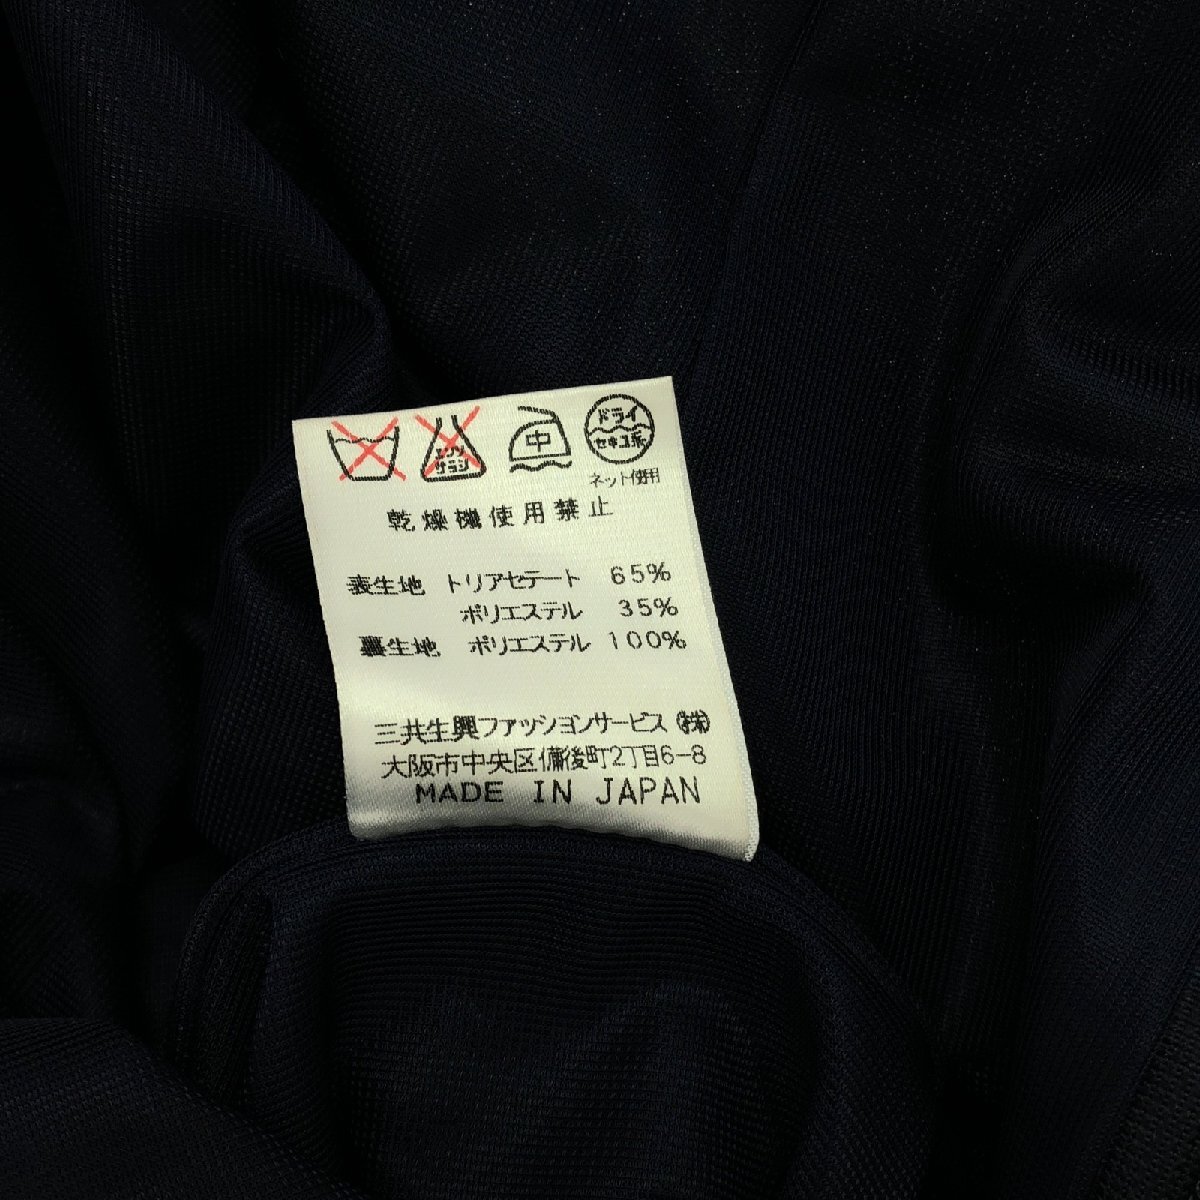 エンソ
サラシ
中
ドライ
セキユ系
ネット使用
乾燥機使用禁止
表生地 トリアセテート 65%
ポリエステル 35%
裏生地 ポリエステル 100%
三共生興ファッションサービス(株)
大阪市中央区備後町2丁目6-8
MADE IN JAPAN